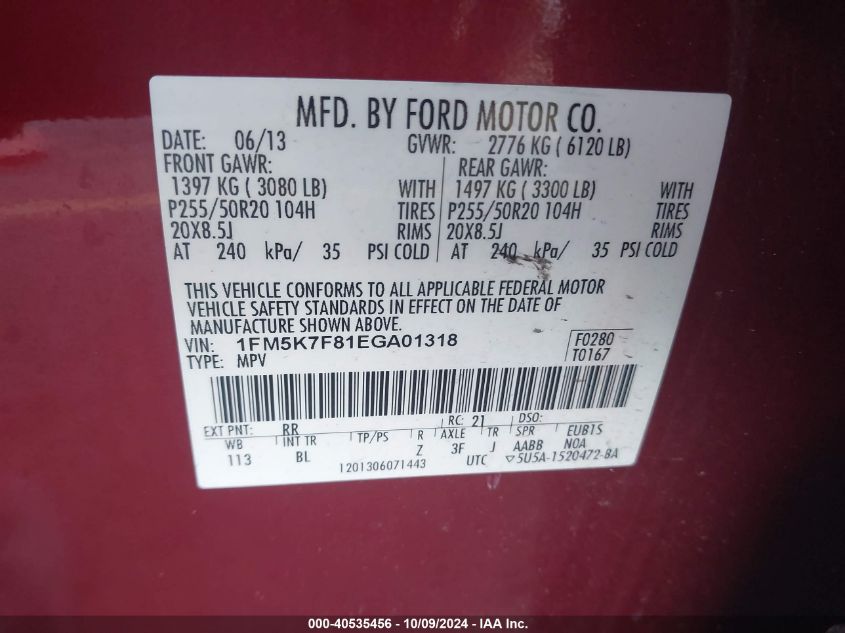 MFD. BY FORD MOTOR CO.
DATE: 06/13 GVWR: 2776 KG ( 6120 LB)
FRONT GAWR: REAR GAWR:
1397 KG ( 3080 LB) WITH 1497 KG ( 3300 LB) WITH
P255/50R20 104H TIRES P255/50R20 104H TIRES
20X8.5J RIMS 20X8.5J RIMS
AT 240 kPa/ 35 PSI COLD AT 240 kPa/ 35 PSI COLD
THIS VEHICLE CONFORMS TO ALL APPLICABLE FEDERAL MOTOR
VEHICLE SAFETY STANDARDS IN EFFECT ON THE DATE OF
MANUFACTURE SHOWN ABOVE.
VIN: 1FM5K7F81EGA01318 F0280
TYPE: MPV T0167
EXT PNT: RR RC: 21 DSO:
WB INT TR TP/PS R AXLE TR SPR EUB1S
113 BL Z 3F J AABB NOA
1201306071443 UTC ▽5U5A-1520472-BA
000-40535456 - 10/09/2024 - IAA Inc.